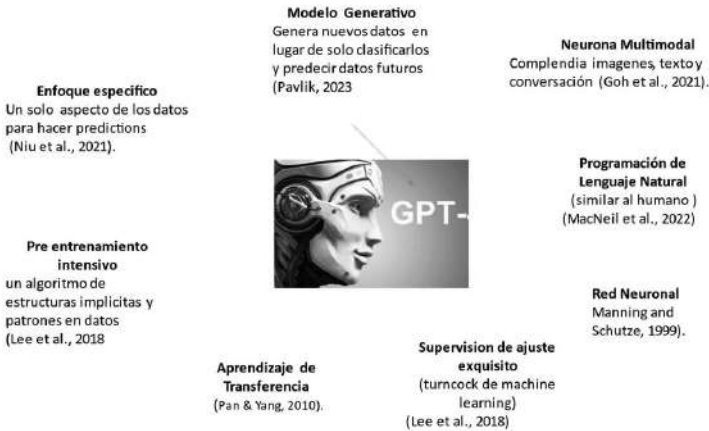 Modelo Generativo
Genera nuevos datos en
lugar de solo clasificarlos
y predecir datos futuros
(Pavlik, 2023
Neurona Multimodal
Complendia imagenes, texto y
conversación (Goh et al., 2021).
Enfoque especifico
Un solo aspecto de los datos
para hacer predictions
(Niu et al., 2021).
Programación de
Lenguaje Natural
(similar al humano )
(MacNeil et al., 2022)
GPT-
Pre entrenamiento
intensivo
un algoritmo de
estructuras implicitas y
patrones en datos
(Lee et al., 2018
Red Neuronal
Manning and
Schutze, 1999).
Supervision de ajuste
exquisito
(turncock de machine
learning)
(Lee et al., 2018)
Aprendizaje de
Transferencia
(Pan & Yang, 2010).